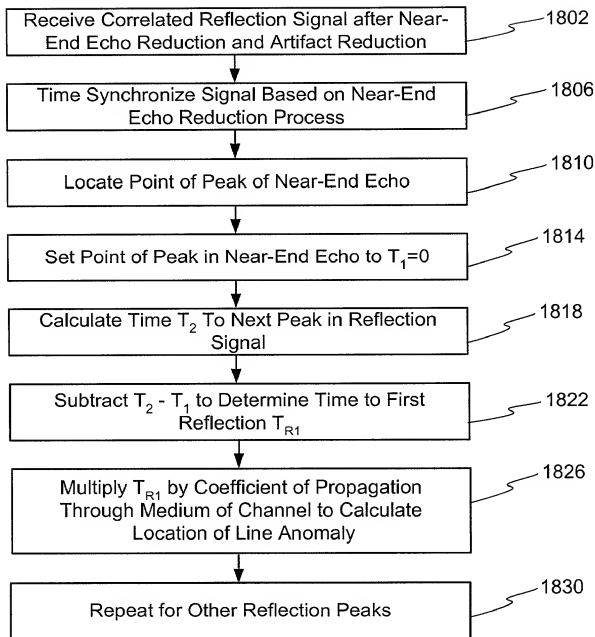 Receive Correlated Reflection Signal after Near-
End Echo Reduction and Artifact Reduction
1802
Time Synchronize Signal Based on Near-End
Echo Reduction Process
1806
Locate Point of Peak of Near-End Echo
1810
Set Point of Peak in Near-End Echo to T₁=0
1814
Calculate Time T₂ To Next Peak in Reflection
Signal
1818
Subtract T₂ - T₁ to Determine Time to First
Reflection T_R1
1822
Multiply T_R1 by Coefficient of Propagation
Through Medium of Channel to Calculate
Location of Line Anomaly
1826
Repeat for Other Reflection Peaks
1830